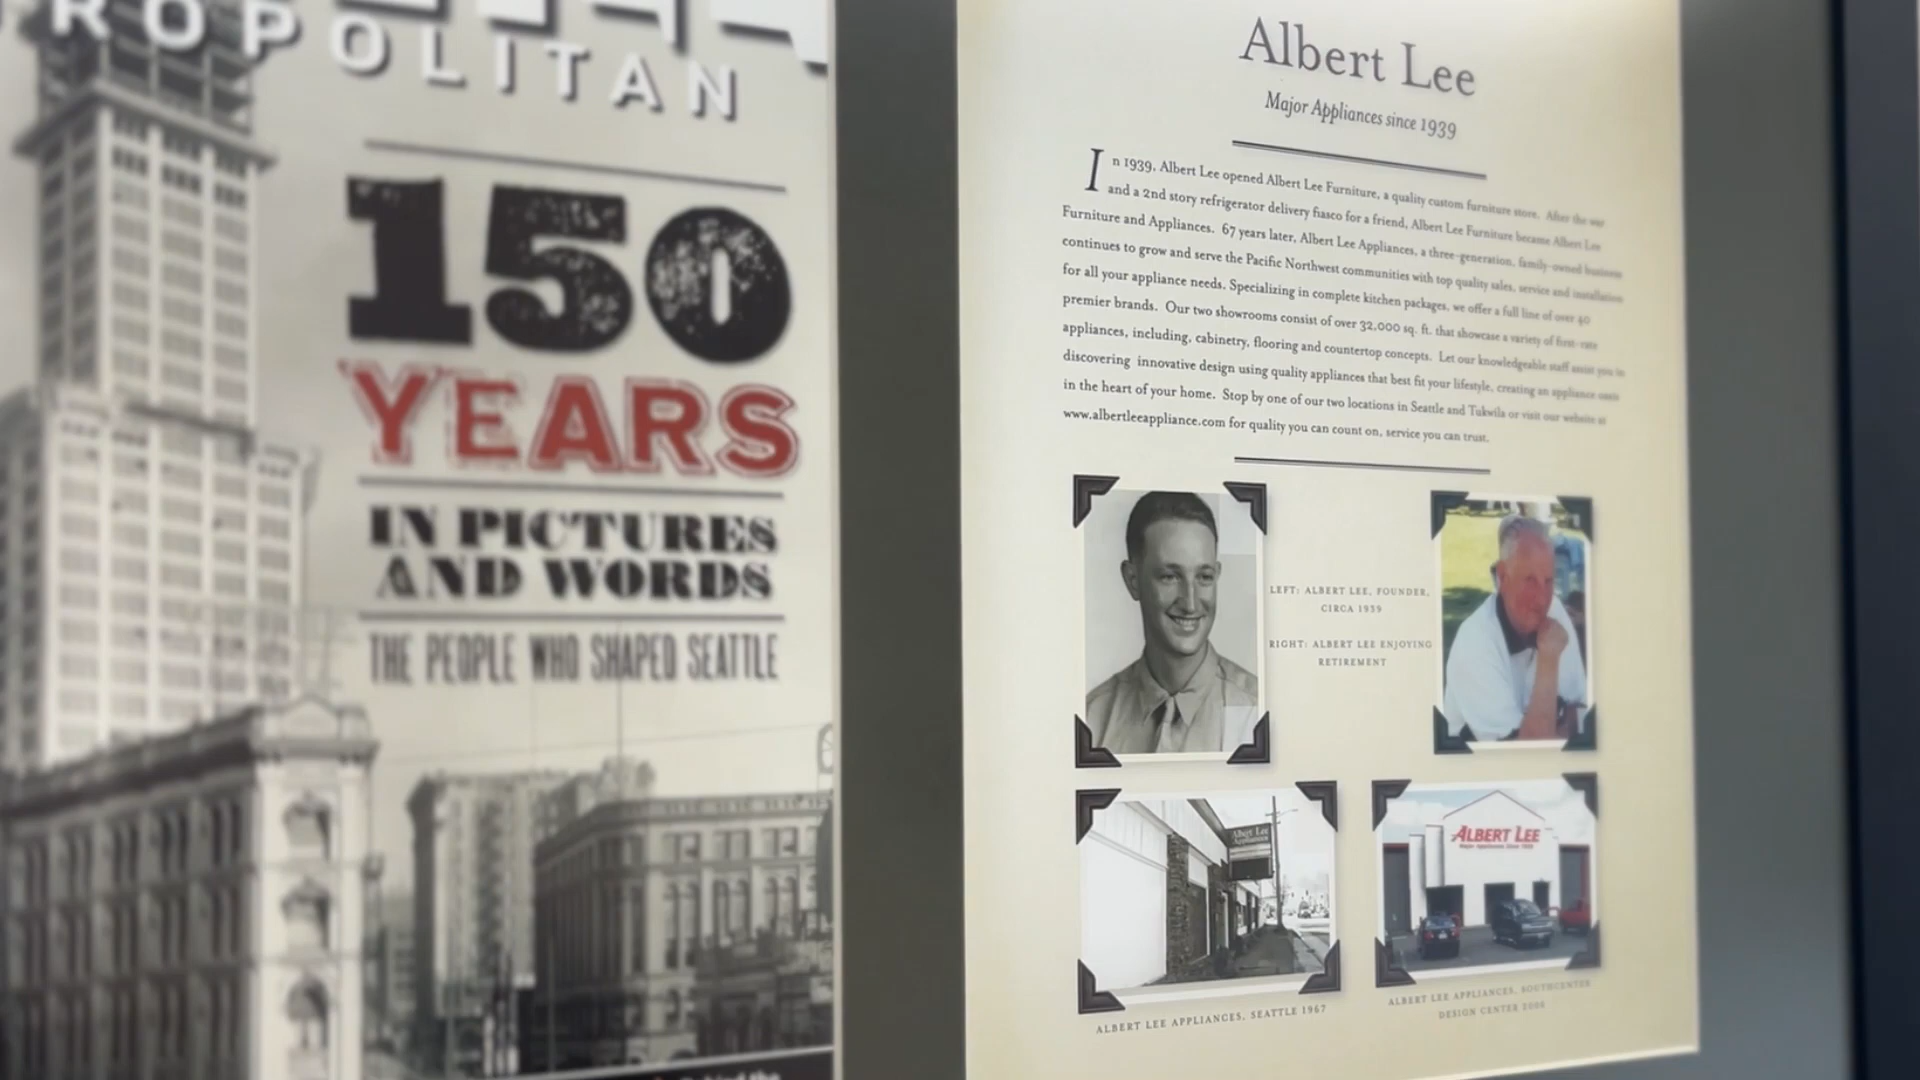 ROPOLITAN
150
YEARS
IN PICTURES
AND WORDS
THE PEOPLE WHO SHAPED SEATTLE
Albert Lee
Major Appliances since 1939
In 1939, Albert Lee opened Albert Lee Furniture, a quality custom furniture store. After the war
and a 2nd story refrigerator delivery fiasco for a friend, Albert Lee Furniture became Albert Lee
Furniture and Appliances. 67 years later, Albert Lee Appliances, a three-generation, family-owned business
continues to grow and serve the Pacific Northwest communities with top quality sales, service and installation
for all your appliance needs. Specializing in complete kitchen packages, we offer a full line of over 40
premier brands. Our two showrooms consist of over 32,000 sq. ft. that showcase a variety of first-rate
appliances, including, cabinetry, flooring and countertop concepts. Let our knowledgeable staff assist you in
discovering innovative design using quality appliances that best fit your lifestyle, creating an appliance oasis
in the heart of your home. Stop by one of our two locations in Seattle and Tukwila or visit our website at
www.albertleeappliance.com for quality you can count on, service you can trust.
LEFT: ALBERT LEE, FOUNDER,
CIRCA 1939
RIGHT: ALBERT LEE ENJOYING
RETIREMENT
Albert Lee
Appliances
ALBERT LEE
Major Appliances Since 1939
ALBERT LEE APPLIANCES, SEATTLE 1967
ALBERT LEE APPLIANCES, SOUTHCENTER
DESIGN CENTER